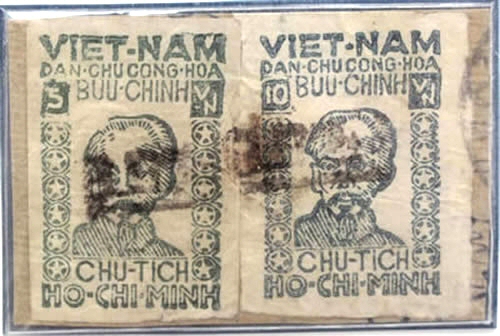 VIET-NAM
DAN·CHU CONG·HOA
5 BUU·CHINH VN
CHU-TICH
HO-CHI-MINH
VIET-NAM
DAN·CHU CONG·HOA
10 BUU·CHINH VN
CHU-TICH
HO-CHI-MINH